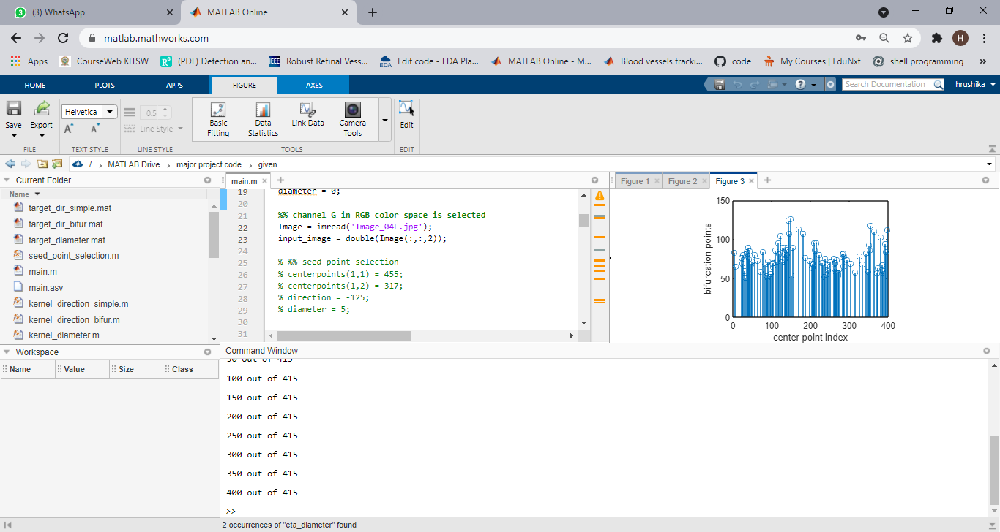 (3) WhatsApp
MATLAB Online
matlab.mathworks.com
H
Apps
CourseWeb KITSW
(PDF) Detection an...
IEEE
Robust Retinal Vess...
EDA
Edit code - EDA Pla...
MATLAB Online - M...
Blood vessels tracki...
code
My Courses | EduNxt
shell programming
»
HOME PLOTS APPS FIGURE AXES
Search Documentation
hrushika
Save
Export
Helvetica
0.5
Line Style
Basic Fitting
Data Statistics
Link Data
Camera Tools
Edit
FILE TEXT STYLE LINE STYLE TOOLS EDIT
/ › MATLAB Drive › major project code › given
Current Folder
Name
target_dir_simple.mat
target_dir_bifur.mat
target_diameter.mat
seed_point_selection.m
main.m
main.asv
kernel_direction_simple.m
kernel_direction_bifur.m
kernel_diameter.m
Workspace
Name Value Size Class
main.m
19 diameter = 0;
20
21 %% channel G in RGB color space is selected
22 Image = imread('Image_04L.jpg');
23 input_image = double(Image(:,:,2));
24
25 % %% seed point selection
26 % centerpoints(1,1) = 455;
27 % centerpoints(1,2) = 317;
28 % direction = -125;
29 % diameter = 5;
30
31
Figure 1 Figure 2 Figure 3
150
100
50
0
bifurcation points
0 100 200 300 400
center point index
Command Window
50 out of 415
100 out of 415
150 out of 415
200 out of 415
250 out of 415
300 out of 415
350 out of 415
400 out of 415
>>
2 occurrences of "eta_diameter" found